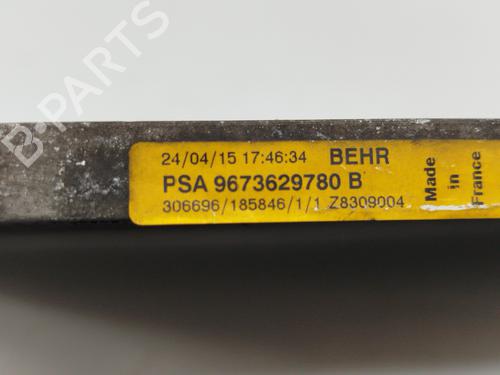 24/04/15 17:46:34 BEHR
PSA 9673629780 B
306696/185846/1/1 Z8309004
Made
in
France
B-PARTS